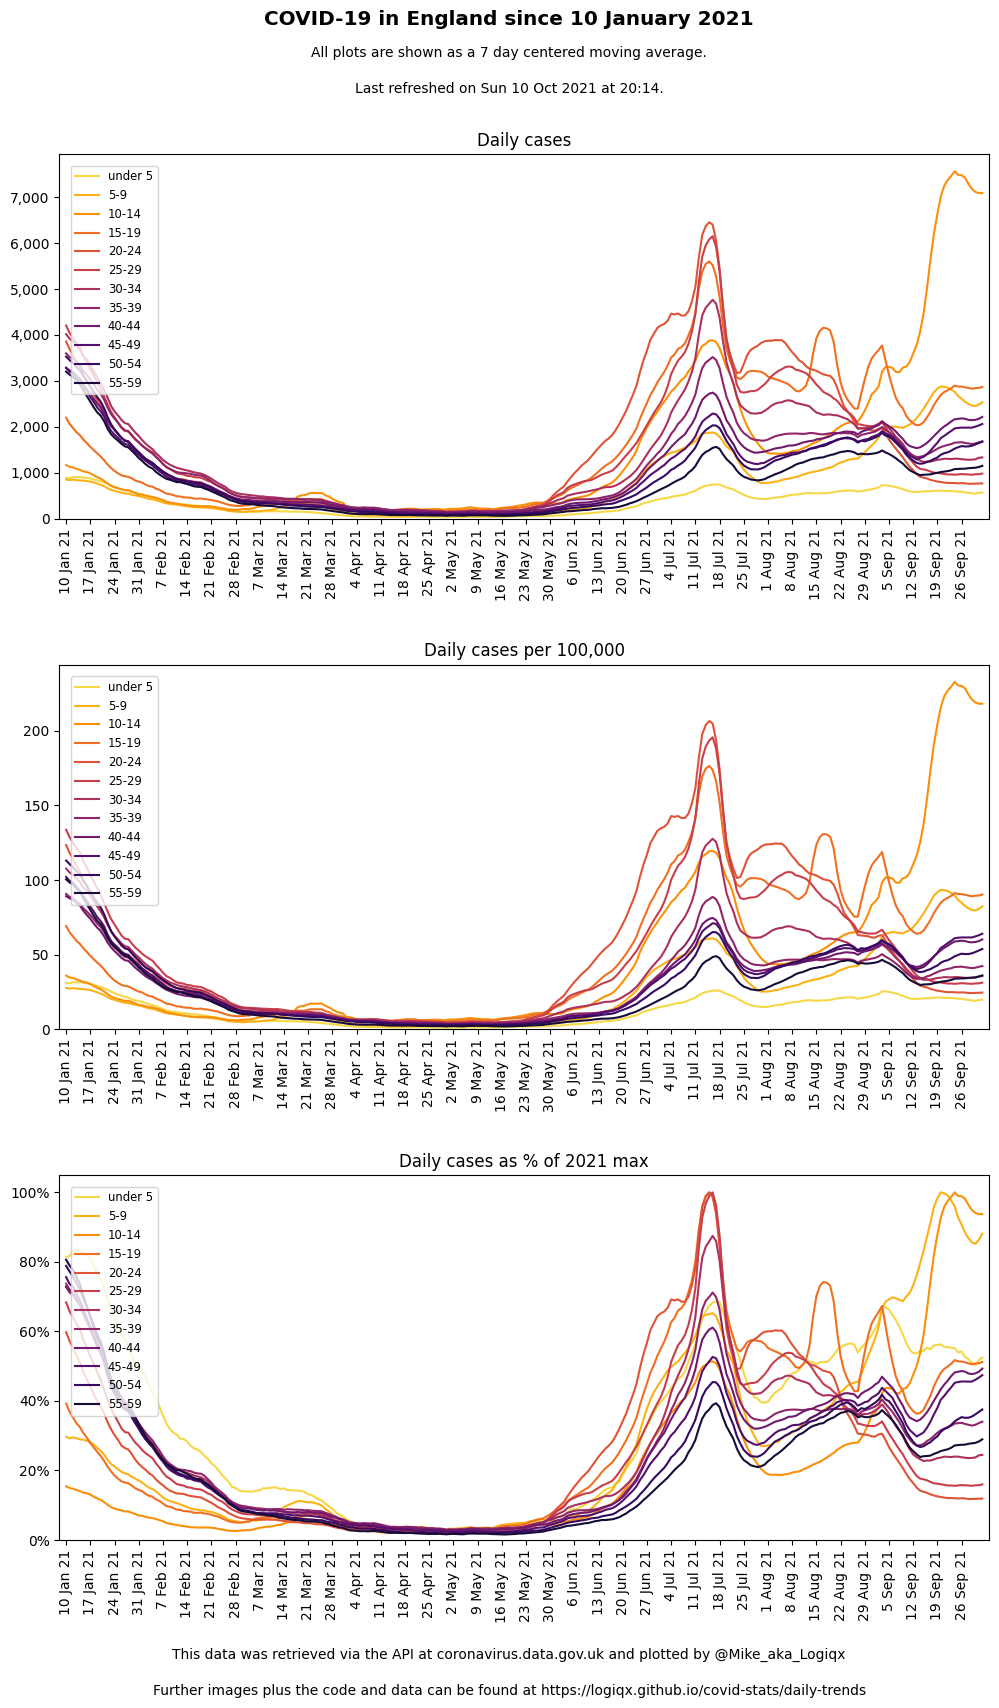 COVID-19 in England since 10 January 2021
All plots are shown as a 7 day centered moving average.
Last refreshed on Sun 10 Oct 2021 at 20:14.
Daily cases
under 5
5-9
10-14
15-19
20-24
25-29
30-34
35-39
40-44
45-49
50-54
55-59
7,000
6,000
5,000
4,000
3,000
2,000
1,000
0
10 Jan 21
17 Jan 21
24 Jan 21
31 Jan 21
7 Feb 21
14 Feb 21
21 Feb 21
28 Feb 21
7 Mar 21
14 Mar 21
21 Mar 21
28 Mar 21
4 Apr 21
11 Apr 21
18 Apr 21
25 Apr 21
2 May 21
9 May 21
16 May 21
23 May 21
30 May 21
6 Jun 21
13 Jun 21
20 Jun 21
27 Jun 21
4 Jul 21
11 Jul 21
18 Jul 21
25 Jul 21
1 Aug 21
8 Aug 21
15 Aug 21
22 Aug 21
29 Aug 21
5 Sep 21
12 Sep 21
19 Sep 21
26 Sep 21
Daily cases per 100,000
under 5
5-9
10-14
15-19
20-24
25-29
30-34
35-39
40-44
45-49
50-54
55-59
200
150
100
50
0
10 Jan 21
17 Jan 21
24 Jan 21
31 Jan 21
7 Feb 21
14 Feb 21
21 Feb 21
28 Feb 21
7 Mar 21
14 Mar 21
21 Mar 21
28 Mar 21
4 Apr 21
11 Apr 21
18 Apr 21
25 Apr 21
2 May 21
9 May 21
16 May 21
23 May 21
30 May 21
6 Jun 21
13 Jun 21
20 Jun 21
27 Jun 21
4 Jul 21
11 Jul 21
18 Jul 21
25 Jul 21
1 Aug 21
8 Aug 21
15 Aug 21
22 Aug 21
29 Aug 21
5 Sep 21
12 Sep 21
19 Sep 21
26 Sep 21
Daily cases as % of 2021 max
under 5
5-9
10-14
15-19
20-24
25-29
30-34
35-39
40-44
45-49
50-54
55-59
100%
80%
60%
40%
20%
0%
10 Jan 21
17 Jan 21
24 Jan 21
31 Jan 21
7 Feb 21
14 Feb 21
21 Feb 21
28 Feb 21
7 Mar 21
14 Mar 21
21 Mar 21
28 Mar 21
4 Apr 21
11 Apr 21
18 Apr 21
25 Apr 21
2 May 21
9 May 21
16 May 21
23 May 21
30 May 21
6 Jun 21
13 Jun 21
20 Jun 21
27 Jun 21
4 Jul 21
11 Jul 21
18 Jul 21
25 Jul 21
1 Aug 21
8 Aug 21
15 Aug 21
22 Aug 21
29 Aug 21
5 Sep 21
12 Sep 21
19 Sep 21
26 Sep 21
This data was retrieved via the API at coronavirus.data.gov.uk and plotted by @Mike_aka_Logiqx
Further images plus the code and data can be found at https://logiqx.github.io/covid-stats/daily-trends